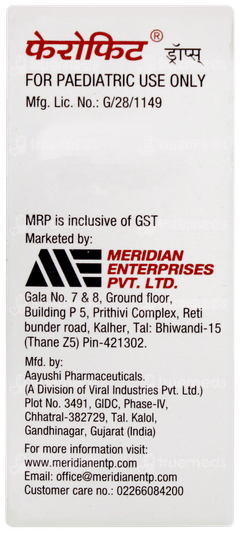 फेरोफिट® ड्रॉप्स्
FOR PAEDIATRIC USE ONLY
Mfg. Lic. No.: G/28/1149
MRP is inclusive of GST
Marketed by:
MERIDIAN
ENTERPRISES
PVT. LTD.
Gala No. 7 & 8, Ground floor,
Building P 5, Prithivi Complex, Reti
bunder road, Kalher, Tal: Bhiwandi-15
(Thane Z5) Pin-421302.
Mfd. by:
Aayushi Pharmaceuticals.
(A Division of Viral Industries Pvt. Ltd.)
Plot No. 3491, GIDC, Phase-IV,
Chhatral-382729, Tal. Kalol,
Gandhinagar, Gujarat (India)
For more information visit:
www.meridianentp.com
Email: office@meridianentp.com
Customer care no.: 02266084200